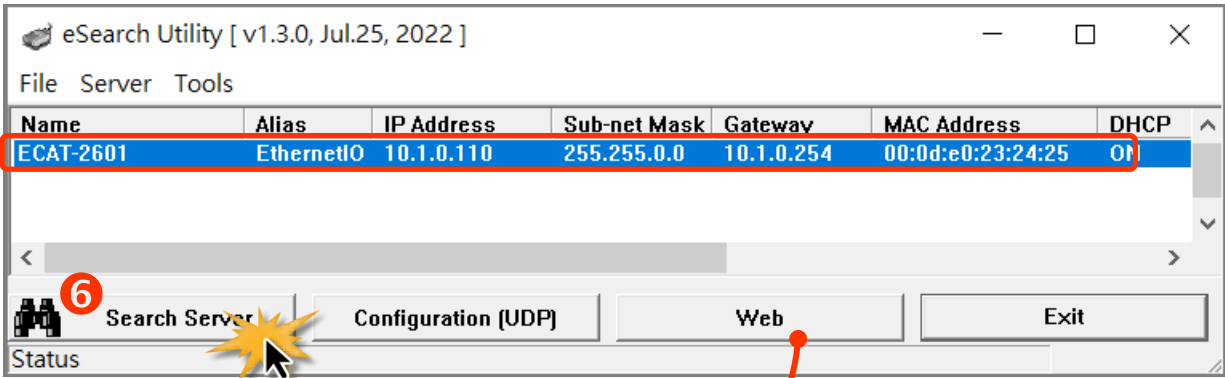 eSearch Utility [ v1.3.0, Jul.25, 2022 ]
File Server Tools
Name Alias IP Address Sub-net Mask Gateway MAC Address DHCP
ECAT-2601 EthernetIO 10.1.0.110 255.255.0.0 10.1.0.254 00:0d:e0:23:24:25 ON
6
Search Server Configuration (UDP) Web Exit
Status